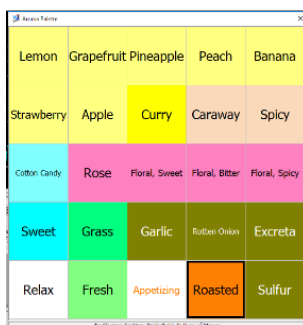 Aroma Palette
Lemon Grapefruit Pineapple Peach Banana
Strawberry Apple Curry Caraway Spicy
Cotton Candy Rose Floral, Sweet Floral, Bitter Floral, Spicy
Sweet Grass Garlic Rotten Onion Excreta
Relax Fresh Appetizing Roasted Sulfur